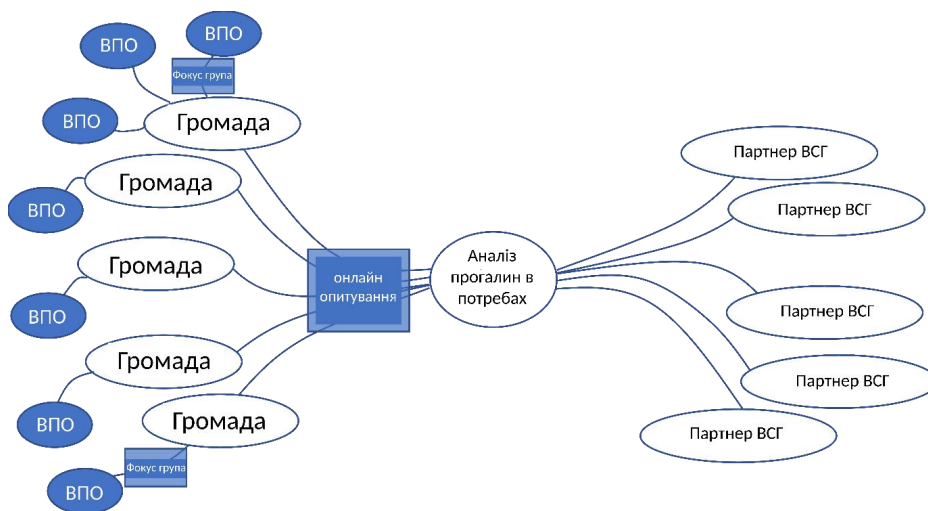 ВПО
ВПО
Фокус група
ВПО
Громада
Громада
ВПО
Громада
ВПО
Громада
ВПО
Громада
Фокус група
ВПО
онлайн
опитування
Аналіз
прогалин в
потребах
Партнер ВСГ
Партнер ВСГ
Партнер ВСГ
Партнер ВСГ
Партнер ВСГ